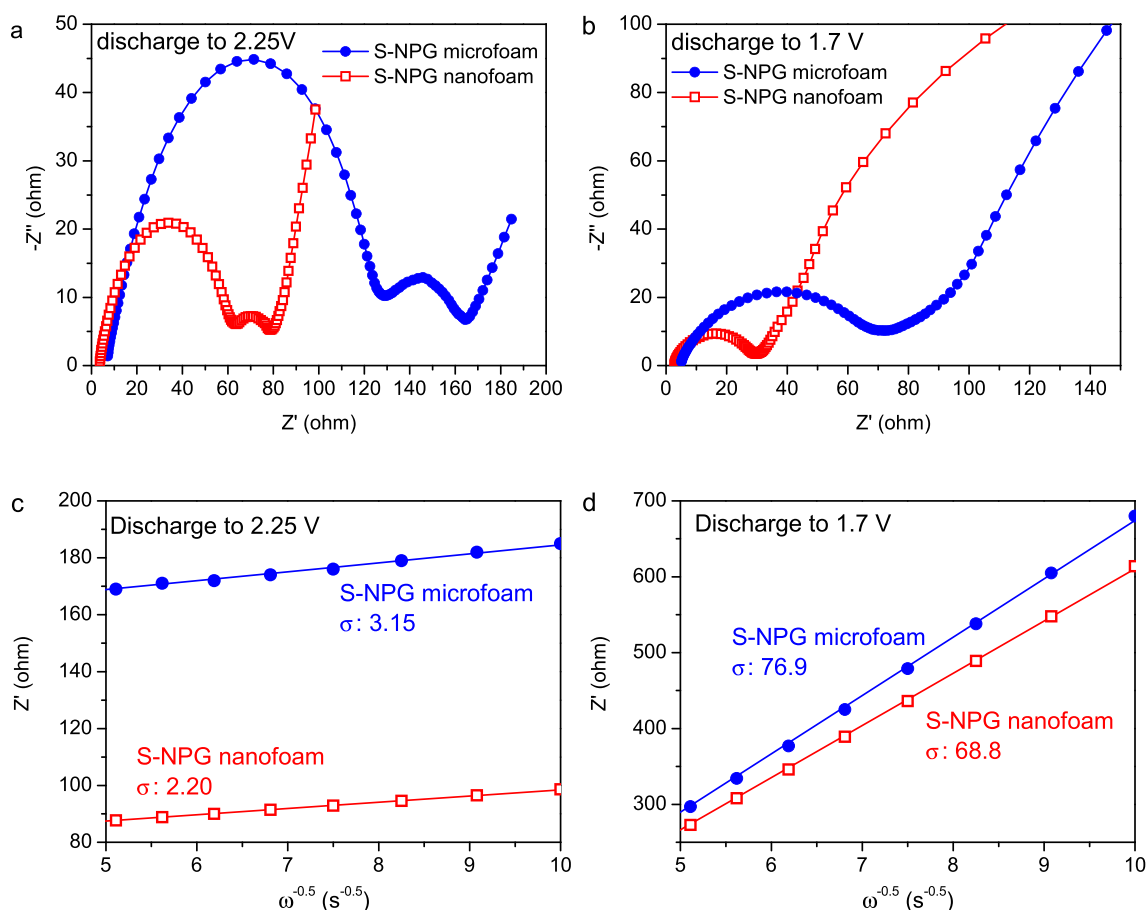 a
discharge to 2.25V
S-NPG microfoam
S-NPG nanofoam
50
40
30
20
10
0
-Z" (ohm)
0 20 40 60 80 100 120 140 160 180 200
Z' (ohm)
b
discharge to 1.7 V
S-NPG microfoam
S-NPG nanofoam
100
80
60
40
20
0
-Z" (ohm)
0 20 40 60 80 100 120 140
Z' (ohm)
c
Discharge to 2.25 V
200
180
160
140
120
100
80
Z' (ohm)
S-NPG microfoam
σ: 3.15
S-NPG nanofoam
σ: 2.20
5 6 7 8 9 10
ω^-0.5 (s^-0.5)
d
Discharge to 1.7 V
700
600
500
400
300
Z' (ohm)
S-NPG microfoam
σ: 76.9
S-NPG nanofoam
σ: 68.8
5 6 7 8 9 10
ω^-0.5 (s^-0.5)